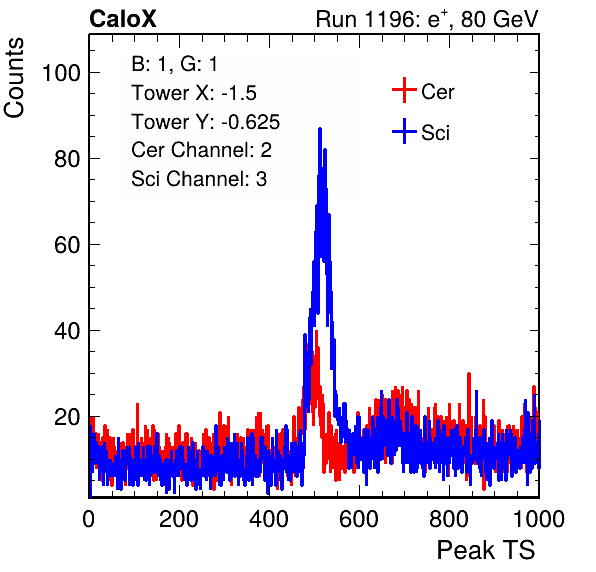 CaloX
Run 1196: e+, 80 GeV
Counts
B: 1, G: 1
Tower X: -1.5
Tower Y: -0.625
Cer Channel: 2
Sci Channel: 3
Cer
Sci
100
80
60
40
20
0 200 400 600 800 1000
Peak TS